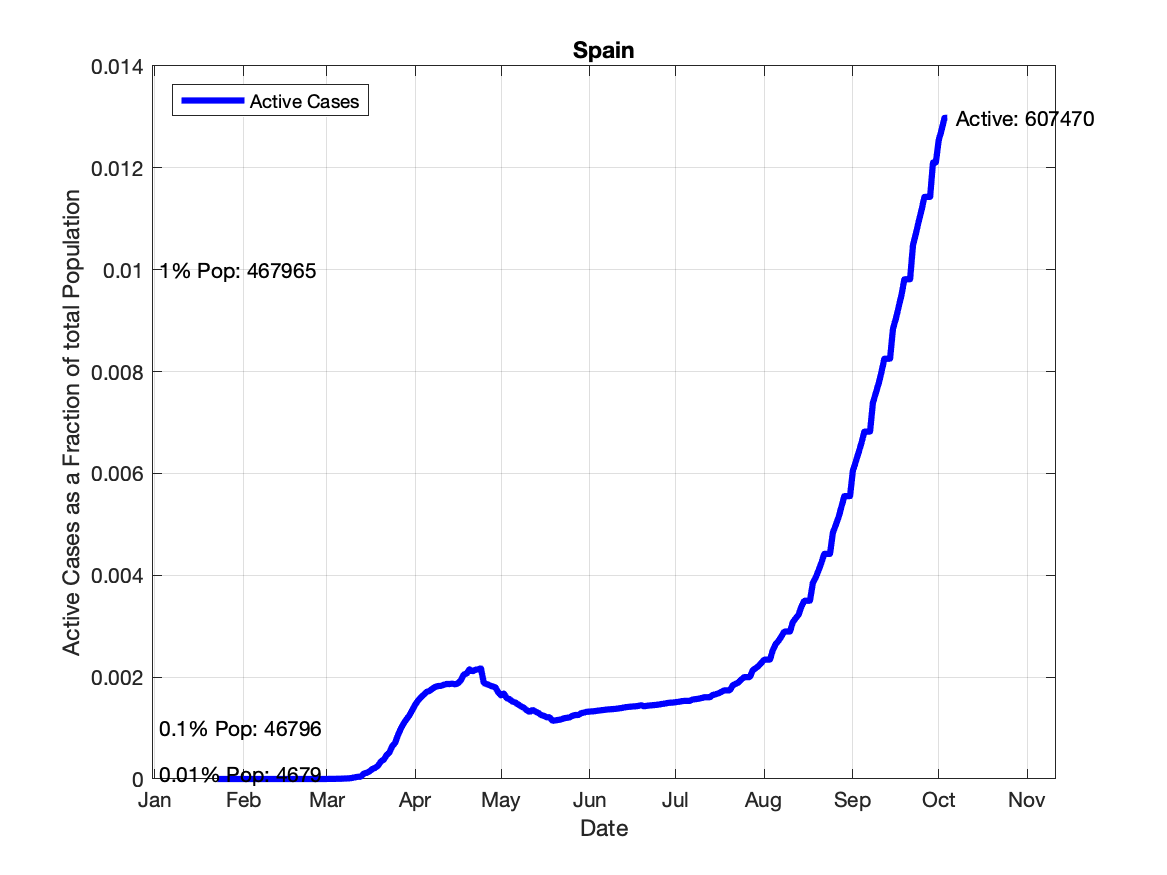 Spain
Active Cases
Active: 607470
0.014
0.012
0.01
0.008
0.006
0.004
0.002
0
1% Pop: 467965
0.1% Pop: 46796
0.01% Pop: 4679
Active Cases as a Fraction of total Population
Jan Feb Mar Apr May Jun Jul Aug Sep Oct Nov
Date